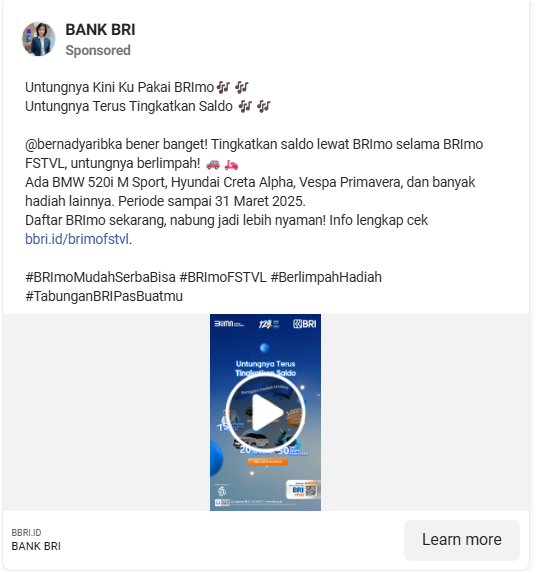 BANK BRI
Sponsored
Untungnya Kini Ku Pakai BRImo🎶 🎶
Untungnya Terus Tingkatkan Saldo 🎶 🎶
@bernadyaribka bener banget! Tingkatkan saldo lewat BRImo selama BRImo
FSTVL, untungnya berlimpah! 🚗 🛵
Ada BMW 520i M Sport, Hyundai Creta Alpha, Vespa Primavera, dan banyak
hadiah lainnya. Periode sampai 31 Maret 2025.
Daftar BRImo sekarang, nabung jadi lebih nyaman! Info lengkap cek
bbri.id/brimofstvl.
#BRImoMudahSerbaBisa #BRImoFSTVL #BerlimpahHadiah
#TabunganBRIPasBuatmu
BUMN
BRI
Untungnya Terus
Tingkatkan Saldo
BRI
mo
BBRI.ID
BANK BRI
Learn more